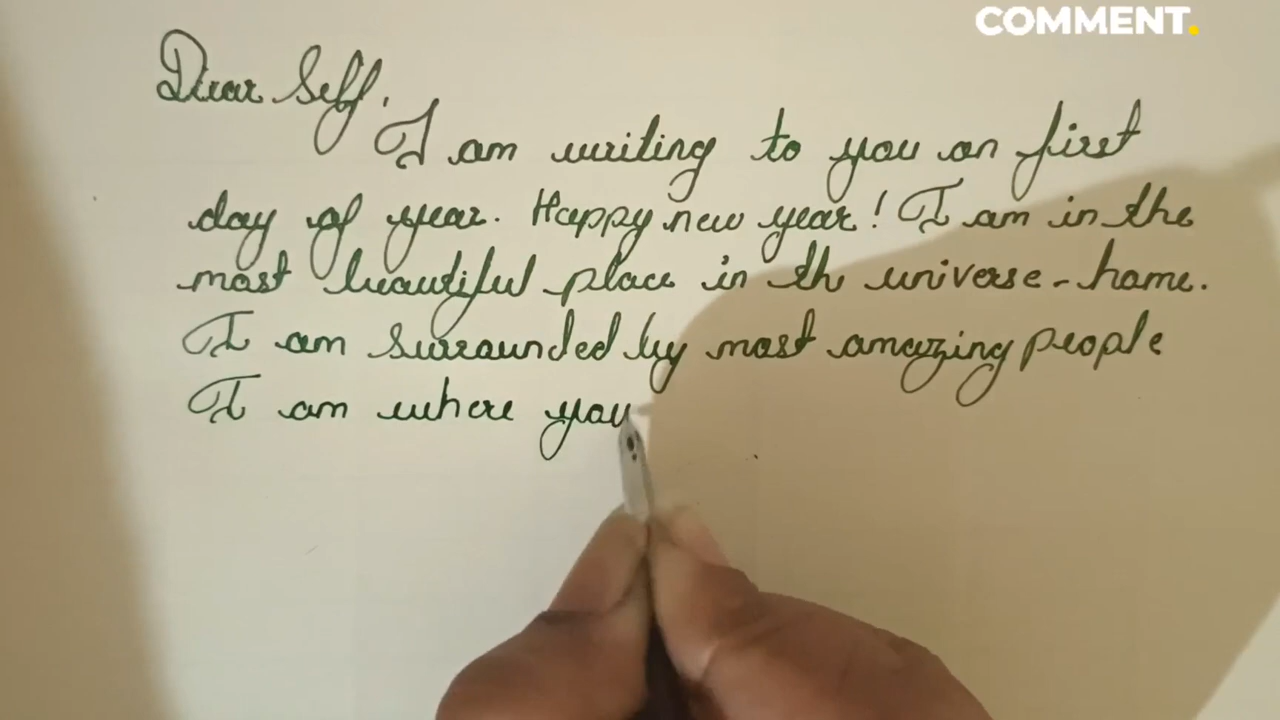 COMMENT.
Dear Self,
I am writing to you on first
day of year. Happy new year! I am in the
most beautiful place in the universe - home.
I am surrounded by most amazing people
I am where you